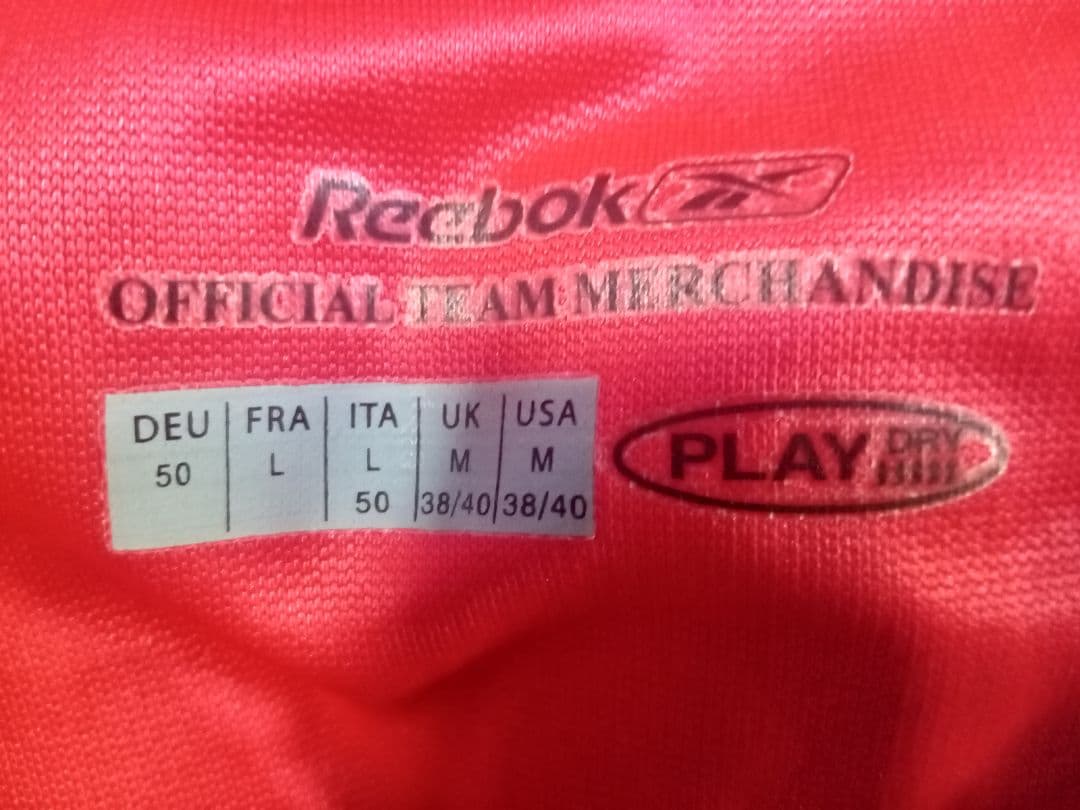 Reebok
OFFICIAL TEAM MERCHANDISE
DEU FRA ITA UK USA
50 L L M M
50 38/40 38/40
PLAY DRY